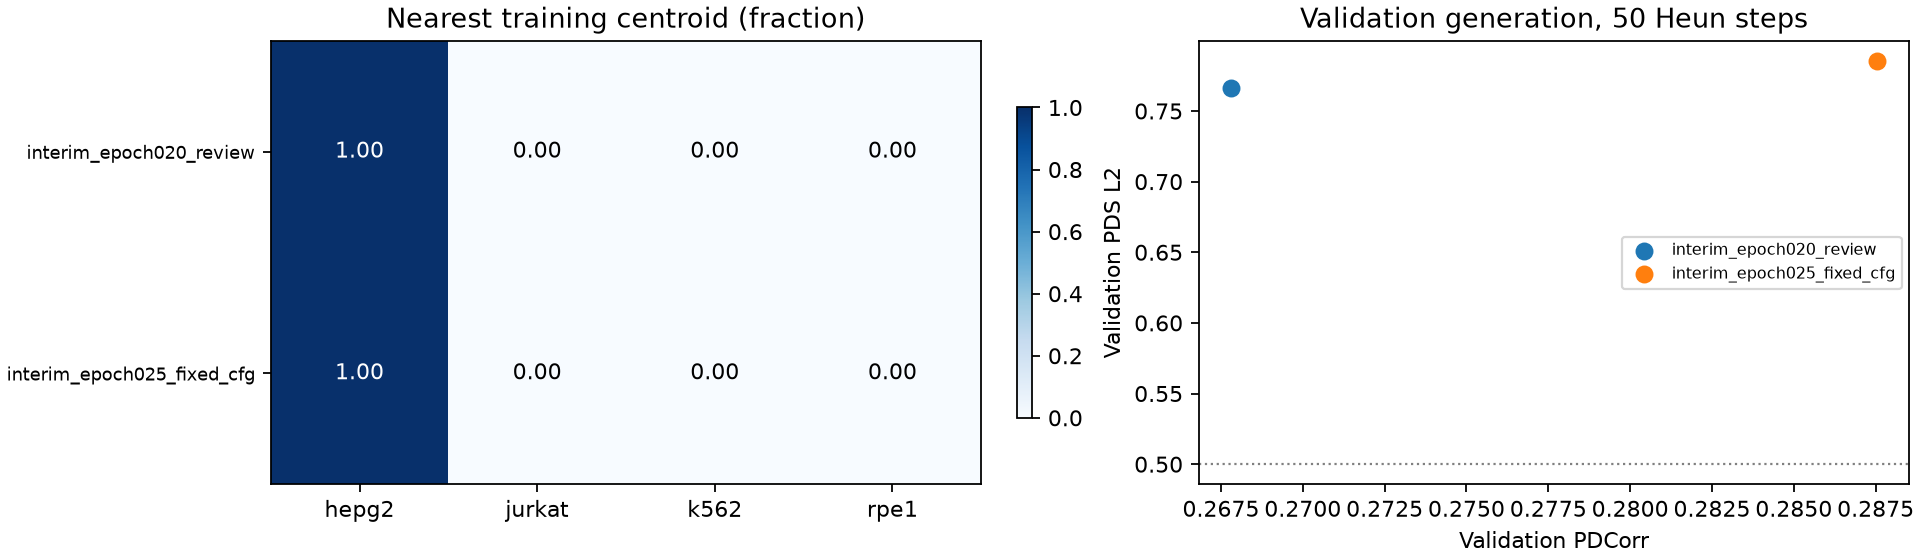 Nearest training centroid (fraction)
interim_epoch020_review
1.00 0.00 0.00 0.00
interim_epoch025_fixed_cfg
1.00 0.00 0.00 0.00
hepg2 jurkat k562 rpe1
1.0
0.8
0.6
0.4
0.2
0.0
Validation generation, 50 Heun steps
Validation PDS L2
0.75
0.70
0.65
0.60
0.55
0.50
interim_epoch020_review
interim_epoch025_fixed_cfg
0.2675 0.2700 0.2725 0.2750 0.2775 0.2800 0.2825 0.2850 0.2875
Validation PDCorr